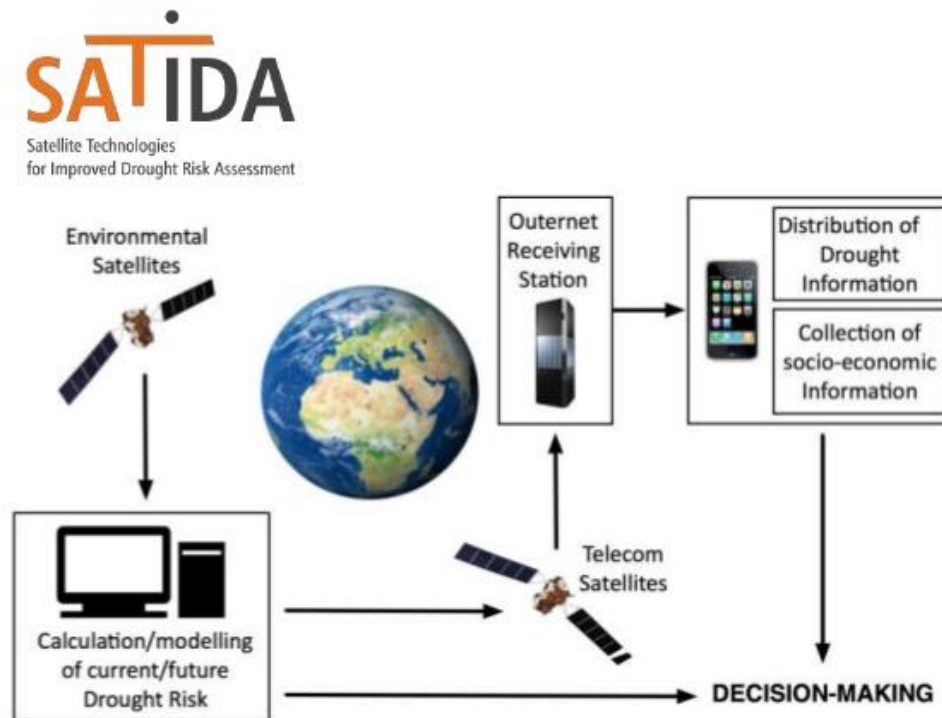 SATIDA
Satellite Technologies
for Improved Drought Risk Assessment
Environmental
Satellites
Outernet
Receiving
Station
Distribution of
Drought
Information
Collection of
socio-economic
Information
Calculation/modelling
of current/future
Drought Risk
Telecom
Satellites
DECISION-MAKING